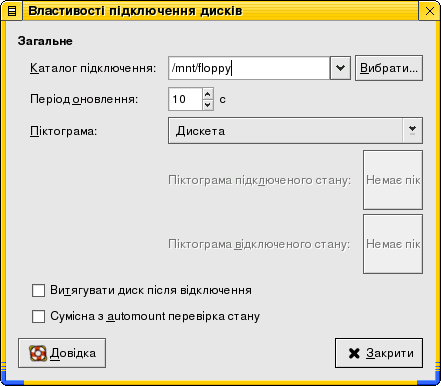 Властивості підключення дисків
Загальне
Каталог підключення: /mnt/floppy Вибрати...
Період оновлення: 10 с
Піктограма: Дискета
Піктограма підключеного стану: Немає пік
Піктограма відключеного стану: Немає пік
Витягувати диск після відключення
Сумісна з automount перевірка стану
Довідка Закрити